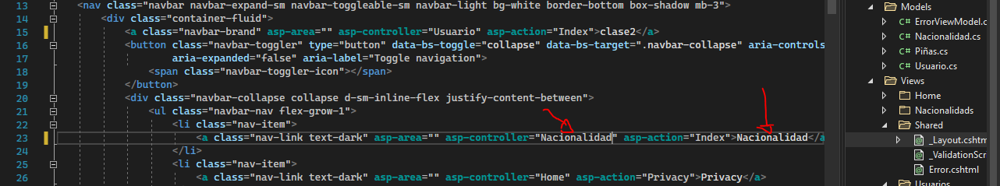 13 <nav class="navbar navbar-expand-sm navbar-toggleable-sm navbar-light bg-white border-bottom box-shadow mb-3">
14 <div class="container-fluid">
15 <a class="navbar-brand" asp-area="" asp-controller="Usuario" asp-action="Index">clase2</a>
16 <button class="navbar-toggler" type="button" data-bs-toggle="collapse" data-bs-target=".navbar-collapse" aria-controls
17 aria-expanded="false" aria-label="Toggle navigation">
18 <span class="navbar-toggler-icon"></span>
19 </button>
20 <div class="navbar-collapse collapse d-sm-inline-flex justify-content-between">
21 <ul class="navbar-nav flex-grow-1">
22 <li class="nav-item">
23 <a class="nav-link text-dark" asp-area="" asp-controller="Nacionalidad" asp-action="Index">Nacionalidad</a
24 </li>
25 <li class="nav-item">
26 <a class="nav-link text-dark" asp-area="" asp-controller="Home" asp-action="Privacy">Privacy</a>
Models
C# ErrorViewModel.c
C# Nacionalidad.cs
C# Piñas.cs
C# Usuario.cs
Views
Home
Nacionalidads
Shared
_Layout.cshtm
_ValidationScr
Error.cshtml
Usuarios